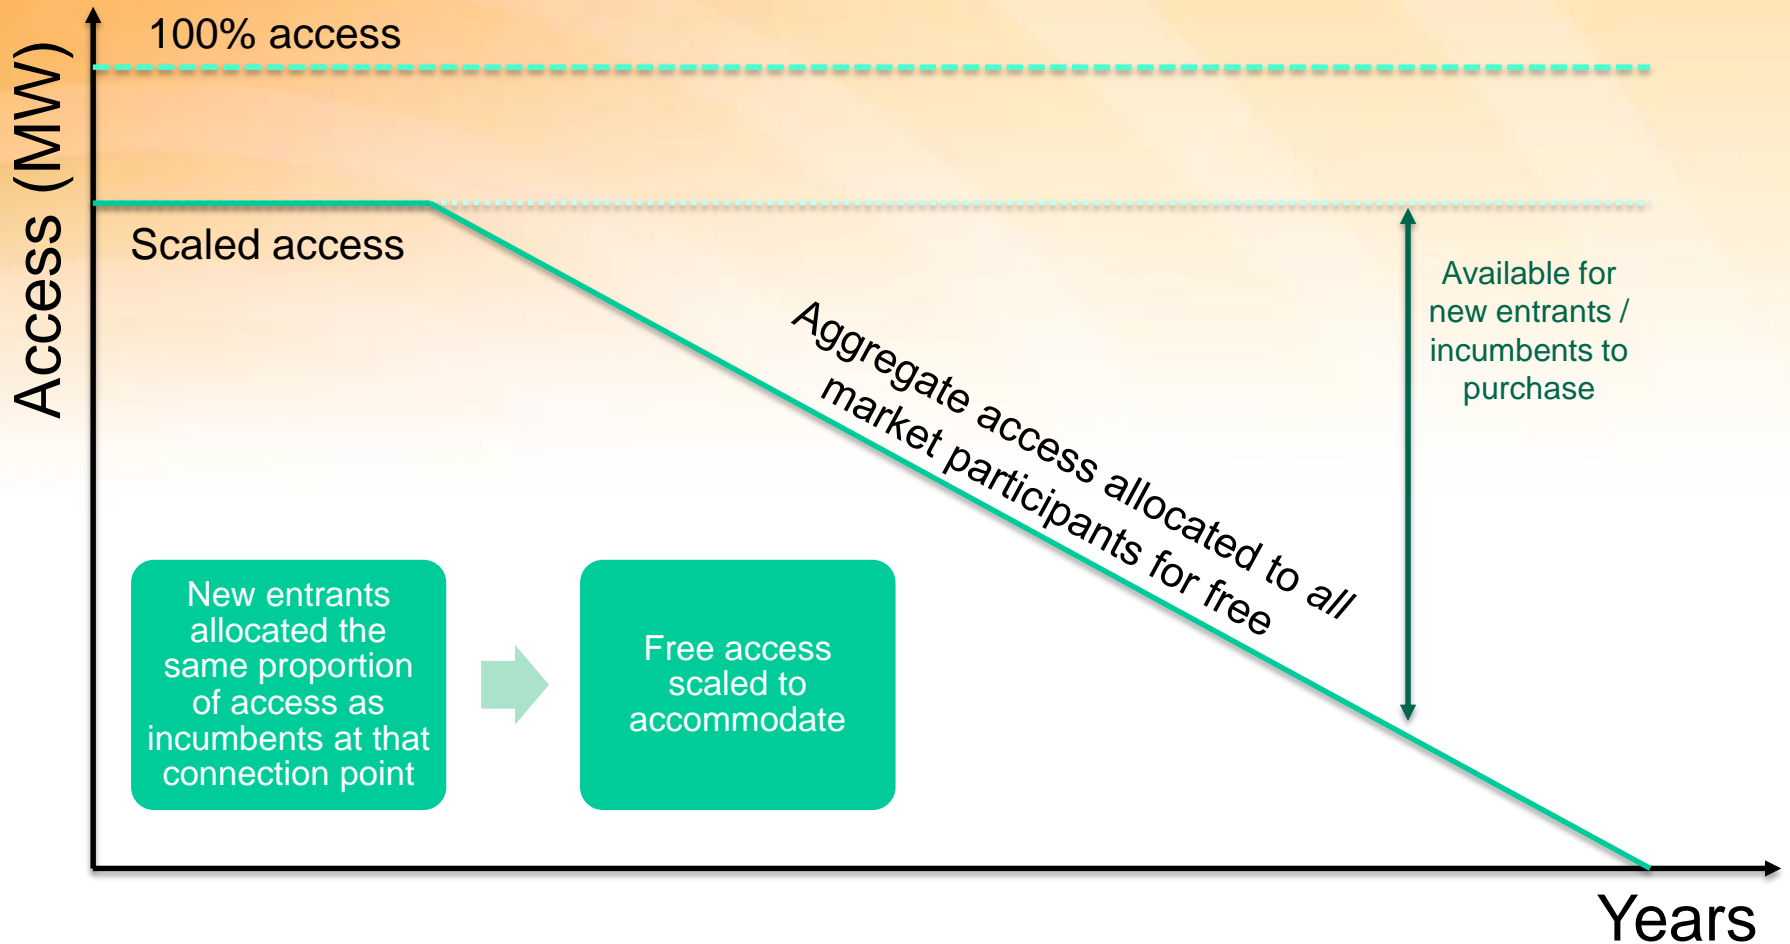 100% access
Access (MW)
Scaled access
Available for
new entrants /
incumbents to
purchase
Aggregate access allocated to all
market participants for free
New entrants
allocated the
same proportion
of access as
incumbents at that
connection point
Free access
scaled to
accommodate
Years